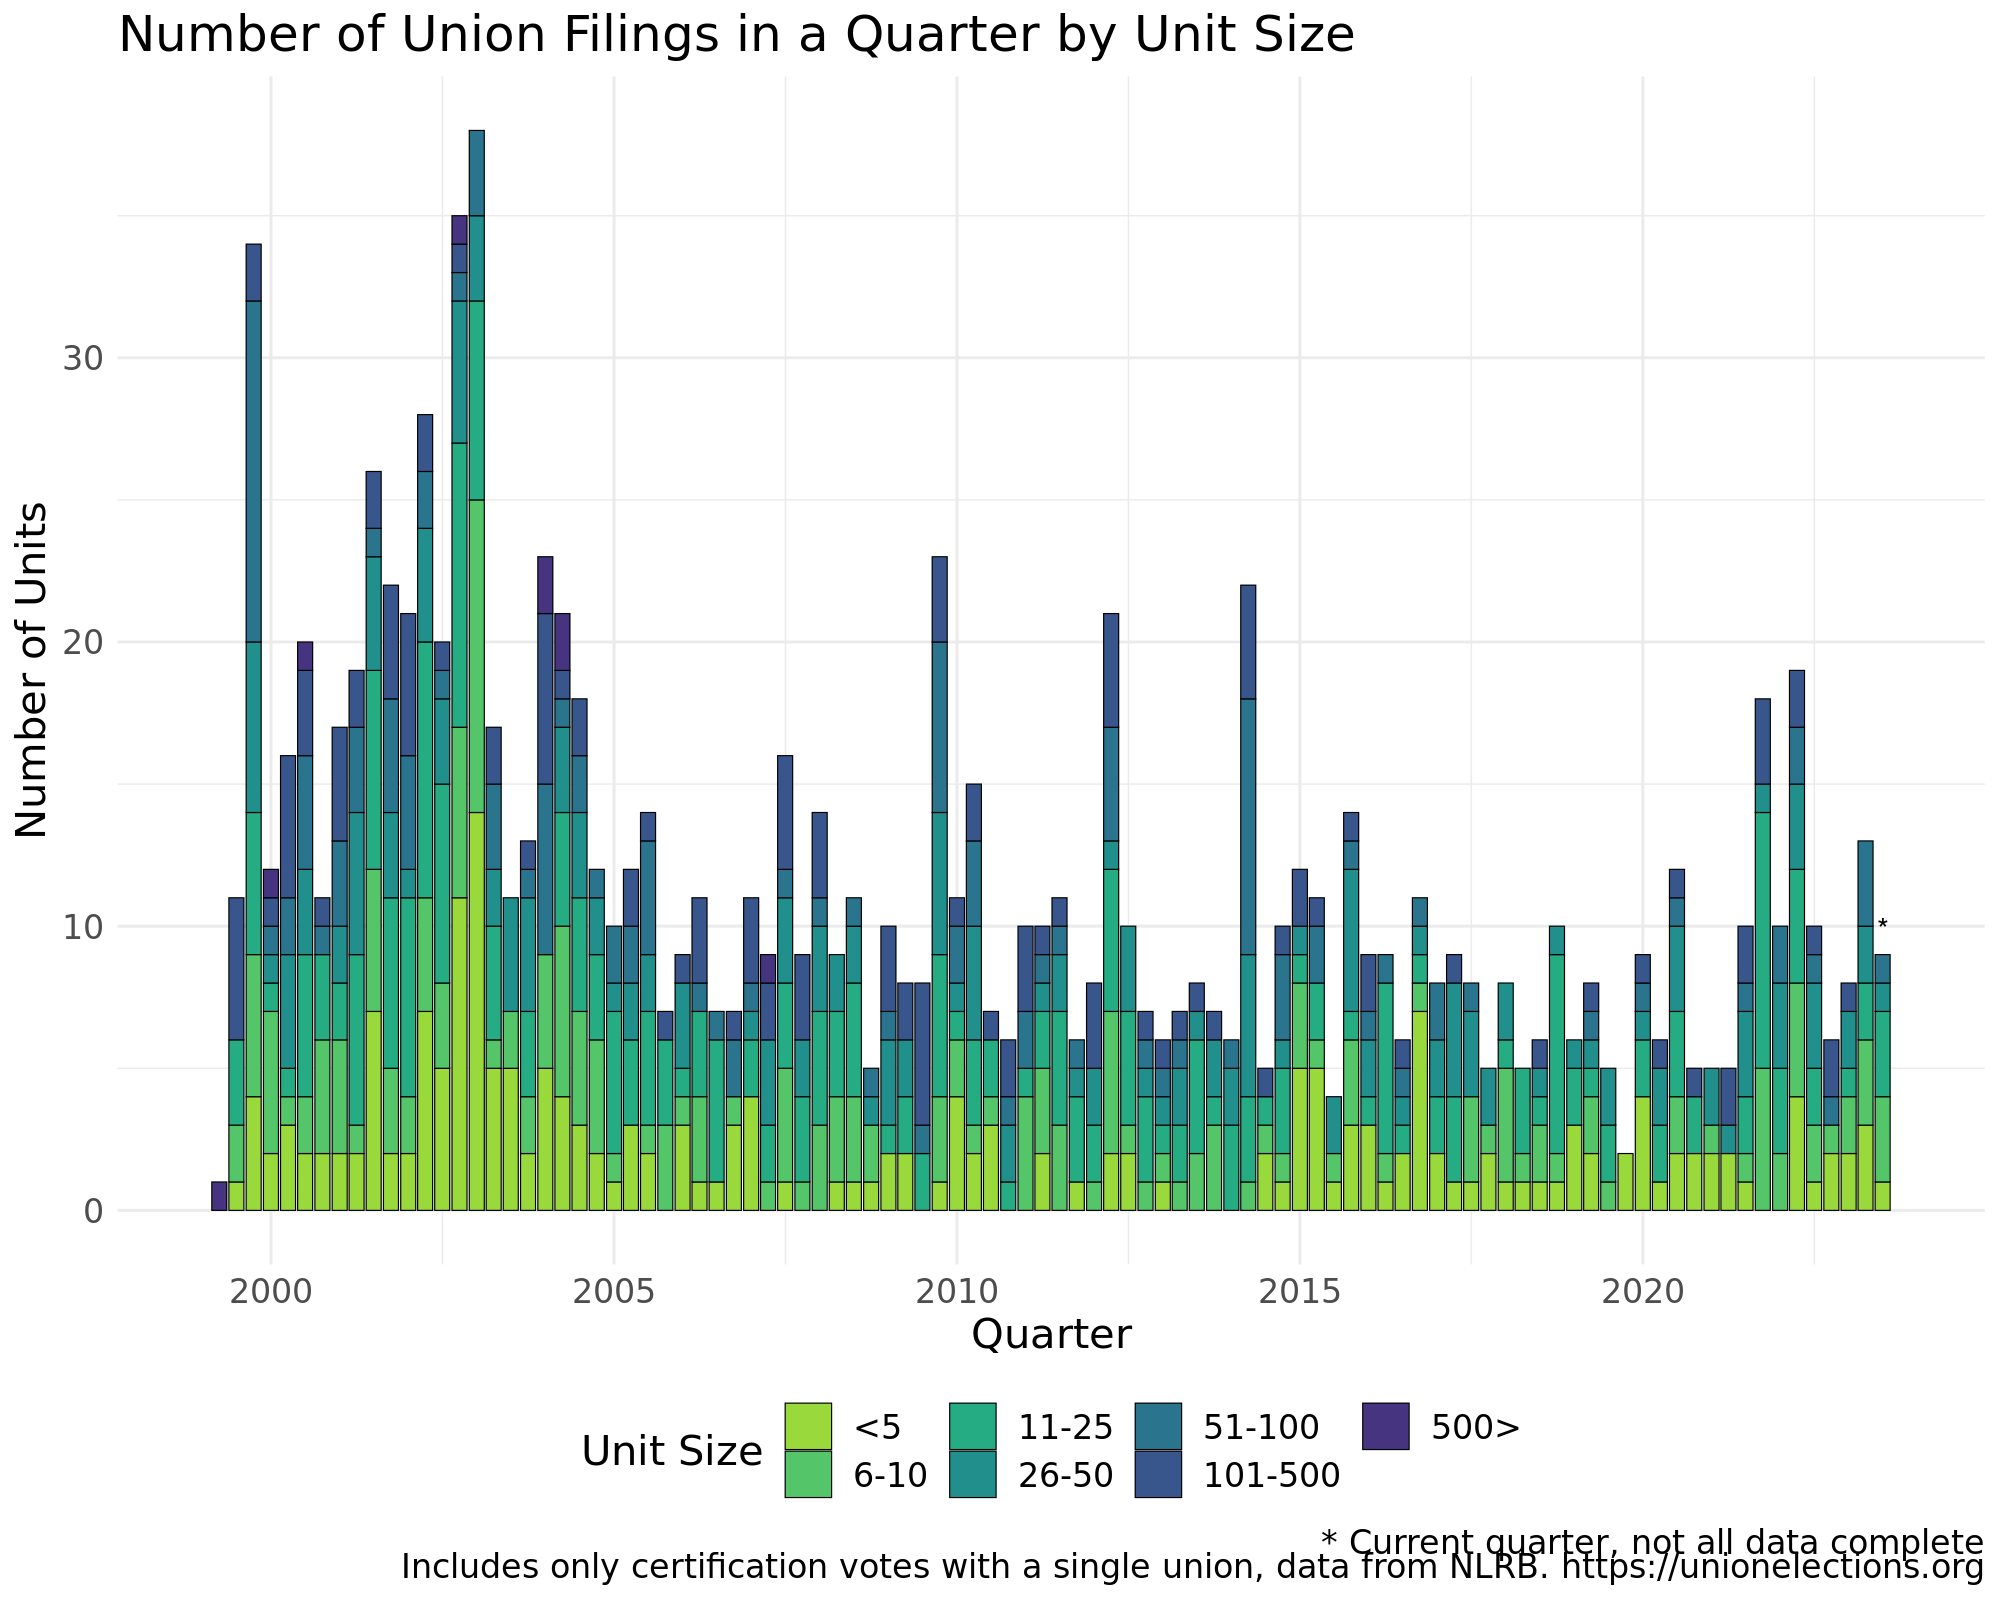 Number of Union Filings in a Quarter by Unit Size
Number of Units
30
20
10
0
*
2000 2005 2010 2015 2020
Quarter
Unit Size
<5 11-25 51-100 500>
6-10 26-50 101-500
* Current quarter, not all data complete
Includes only certification votes with a single union, data from NLRB. https://unionelections.org